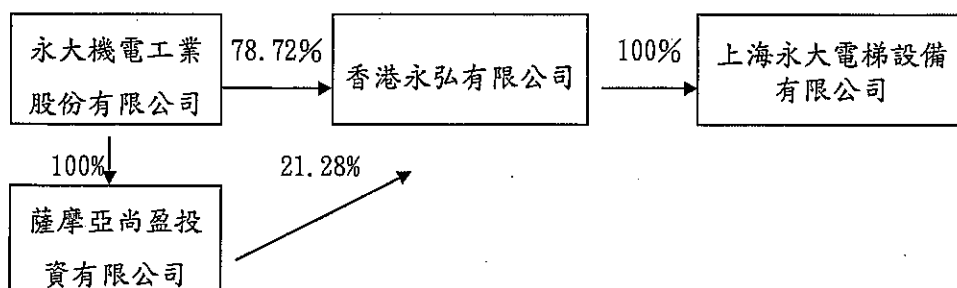 永大機電工業
股份有限公司
78.72%
香港永弘有限公司
100%
上海永大電梯設備
有限公司
100%
21.28%
薩摩亞尚盈投
資有限公司